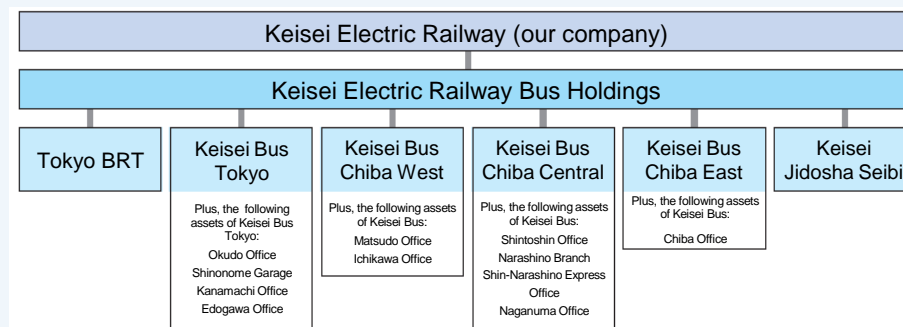 Keisei Electric Railway (our company)
Keisei Electric Railway Bus Holdings
Tokyo BRT
Keisei Bus
Tokyo
Plus, the following
assets of Keisei Bus
Tokyo:
Okudo Office
Shinonome Garage
Kanamachi Office
Edogawa Office
Keisei Bus
Chiba West
Plus, the following assets
of Keisei Bus:
Matsudo Office
Ichikawa Office
Keisei Bus
Chiba Central
Plus, the following assets
of Keisei Bus:
Shintoshin Office
Narashino Branch
Shin-Narashino Express
Office
Naganuma Office
Keisei Bus
Chiba East
Plus, the following assets
of Keisei Bus:
Chiba Office
Keisei
Jidosha Seibi